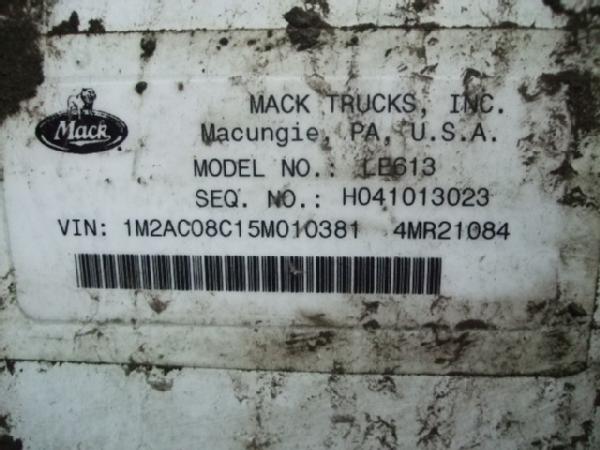 Mack
MACK TRUCKS, INC.
Macungie, PA, U.S.A.
MODEL NO.: LE613
SEQ. NO.: H041013023
VIN: 1M2AC08C15M010381 4MR21084